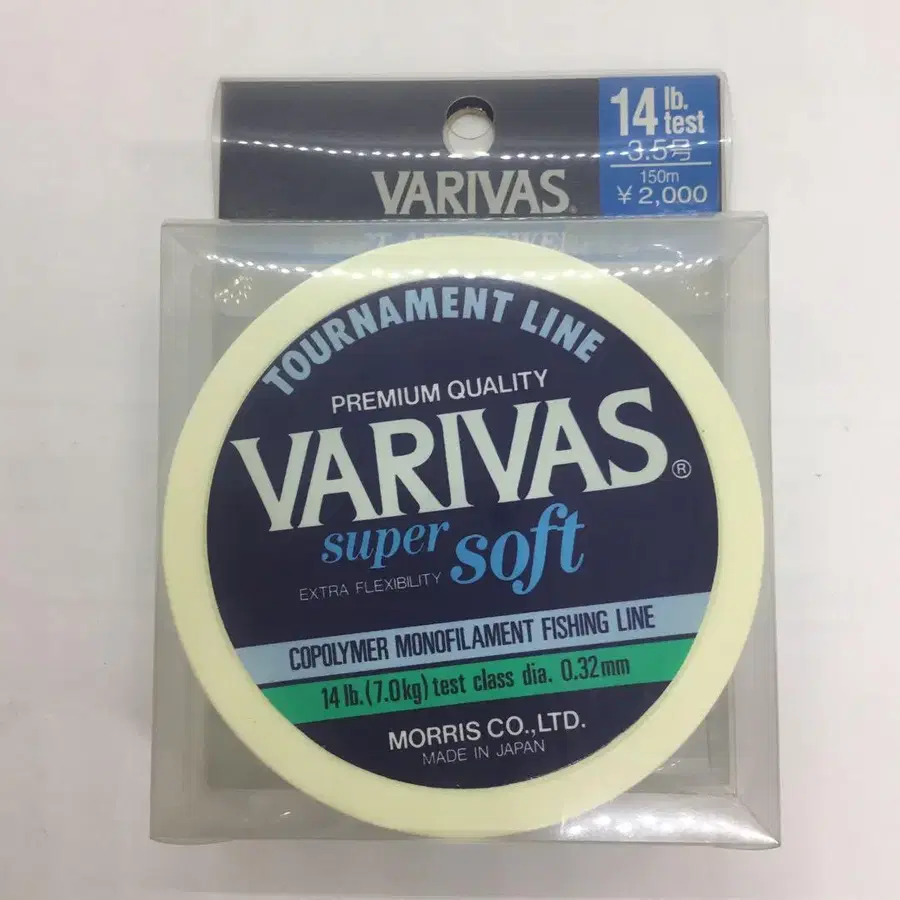 14 lb. test
3.5号
150m
¥2,000
VARIVAS®
TOURNAMENT LINE
PREMIUM QUALITY
VARIVAS®
super soft
EXTRA FLEXIBILITY
COPOLYMER MONOFILAMENT FISHING LINE
14 lb.(7.0kg) test class dia. 0.32mm
MORRIS CO.,LTD.
MADE IN JAPAN